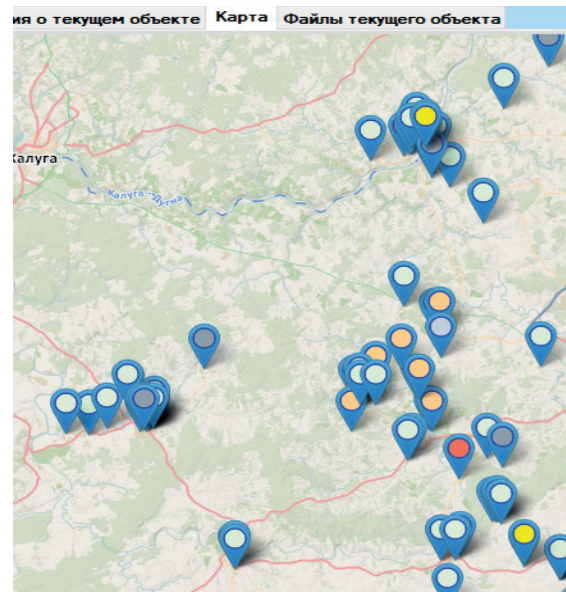 ия о текущем объекте Карта Файлы текущего объекта
Калуга
Калуга - Дугна